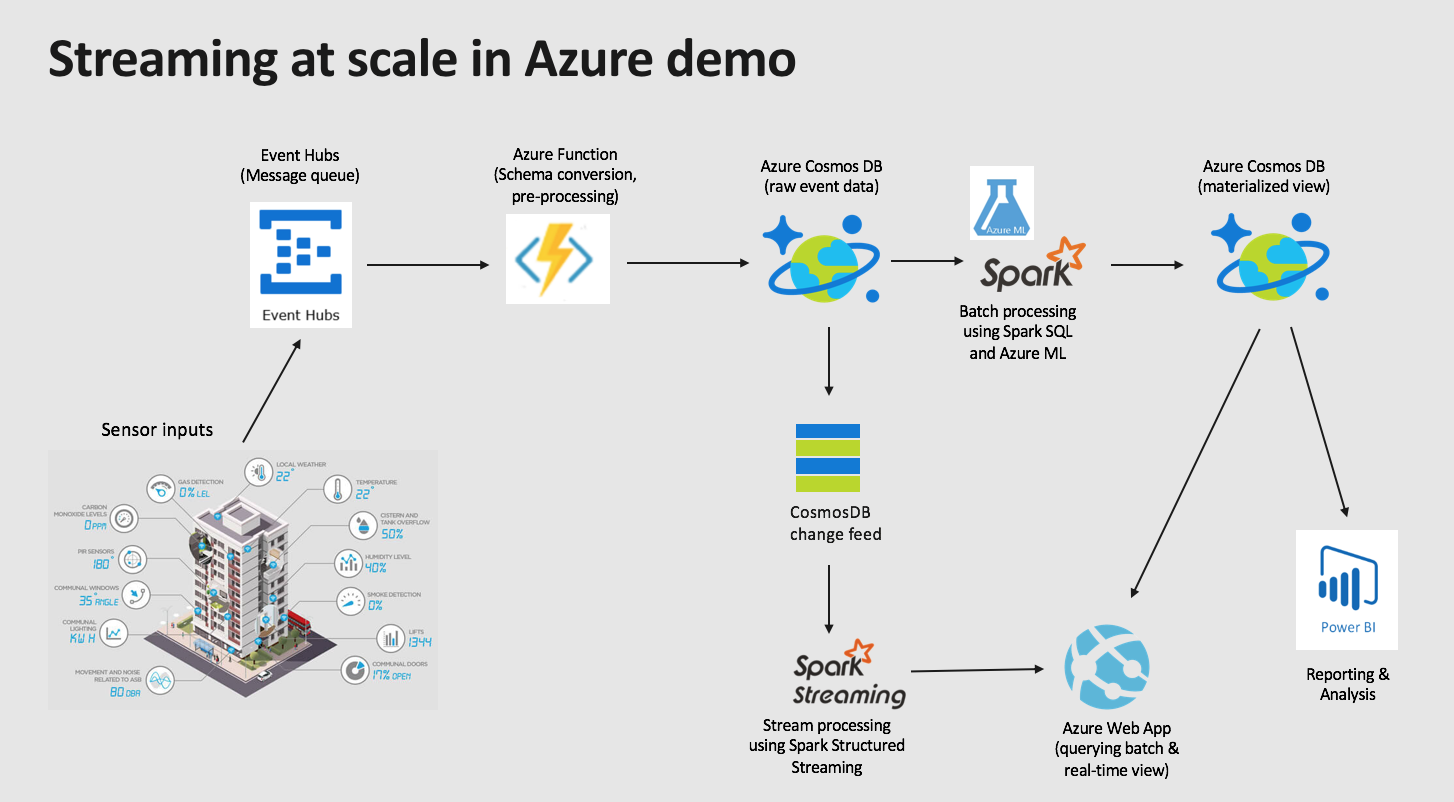 Streaming at scale in Azure demo
Event Hubs
(Message queue)
Event Hubs
Azure Function
(Schema conversion,
pre-processing)
Azure Cosmos DB
(raw event data)
Azure ML
Spark
Batch processing
using Spark SQL
and Azure ML
Azure Cosmos DB
(materialized view)
Sensor inputs
LOCAL WEATHER
22°
GAS DETECTION
0% LEL
TEMPERATURE
22°
CARBON
MONOXIDE LEVELS
0 PPM
CISTERN AND
TANK OVERFLOW
50%
PIR SENSORS
180°
HUMIDITY LEVEL
40%
COMMUNAL WINDOWS
35° ANGLE
SMOKE DETECTION
0%
COMMUNAL
LIGHTING
KW H
LIFTS
1344
MOVEMENT AND NOISE
RELATED TO ASB
80 DBA
COMMUNAL DOORS
17% OPEN
CosmosDB
change feed
Spark
Streaming
Stream processing
using Spark Structured
Streaming
Azure Web App
(querying batch &
real-time view)
Power BI
Reporting &
Analysis